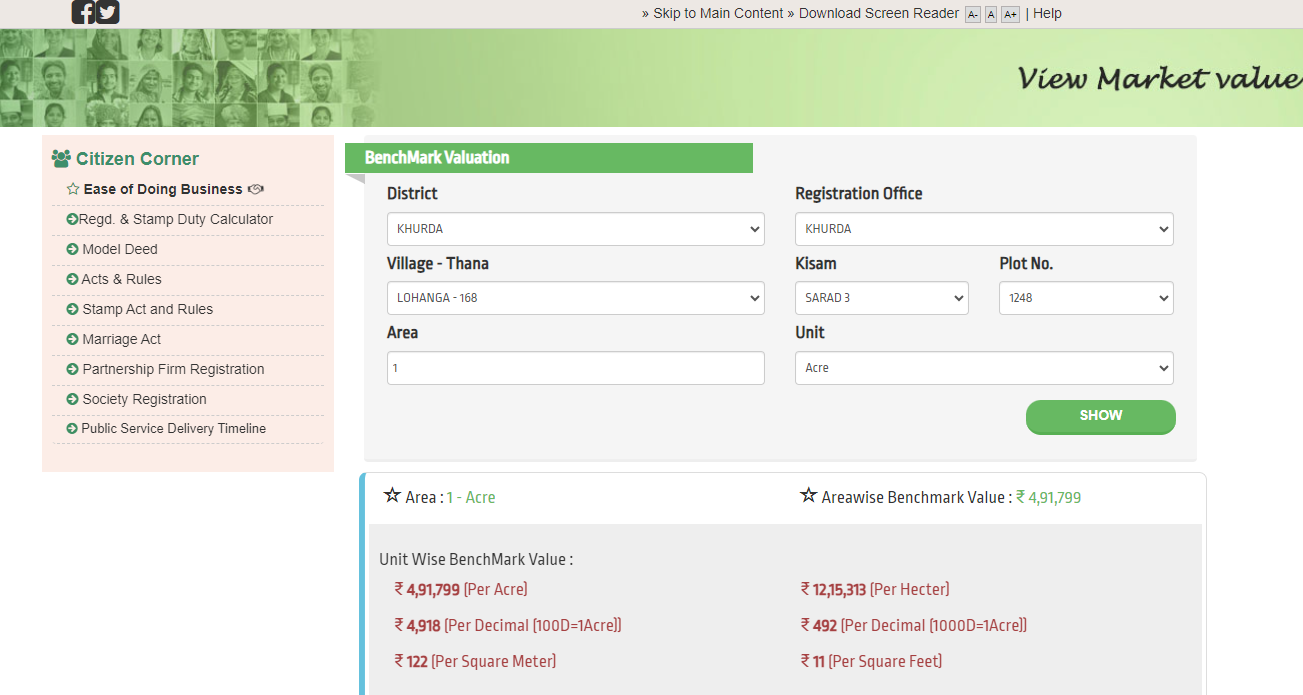 » Skip to Main Content » Download Screen Reader A- A A+ | Help
View Market value
Citizen Corner
Ease of Doing Business
Regd. & Stamp Duty Calculator
Model Deed
Acts & Rules
Stamp Act and Rules
Marriage Act
Partnership Firm Registration
Society Registration
Public Service Delivery Timeline
BenchMark Valuation
District
Registration Office
KHURDA
KHURDA
Village - Thana
Kisam
Plot No.
LOHANGA - 168
SARAD 3
1248
Area
Unit
1
Acre
SHOW
Area : 1 - Acre
Areawise Benchmark Value : ₹ 4,91,799
Unit Wise BenchMark Value :
₹ 4,91,799 (Per Acre)
₹ 12,15,313 (Per Hecter)
₹ 4,918 (Per Decimal (100D=1Acre))
₹ 492 (Per Decimal (1000D=1Acre))
₹ 122 (Per Square Meter)
₹ 11 (Per Square Feet)